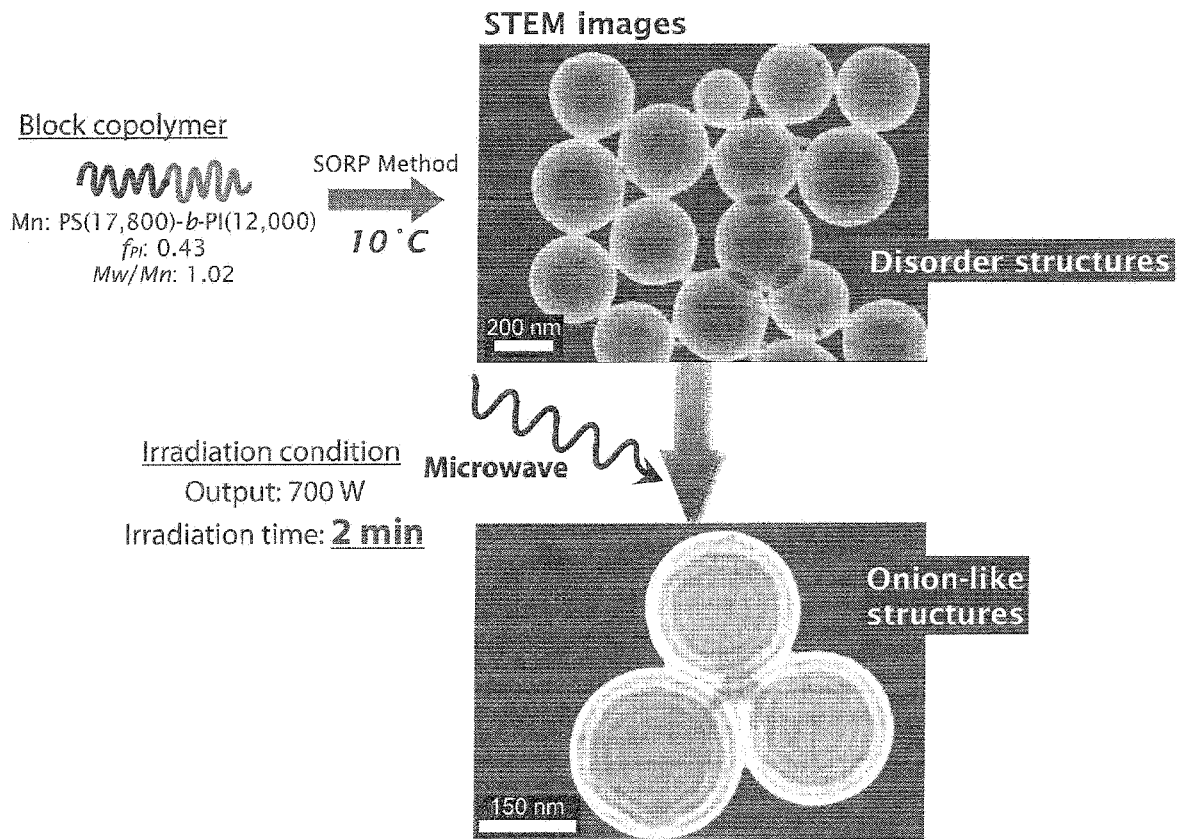 STEM images
Block copolymer
Mn: PS(17,800)-b-PI(12,000)
fPI: 0.43
Mw/Mn: 1.02
SORP Method
10˚C
Disorder structures
200 nm
Irradiation condition
Output: 700 W
Irradiation time: 2 min
Microwave
Onion-like
structures
150 nm